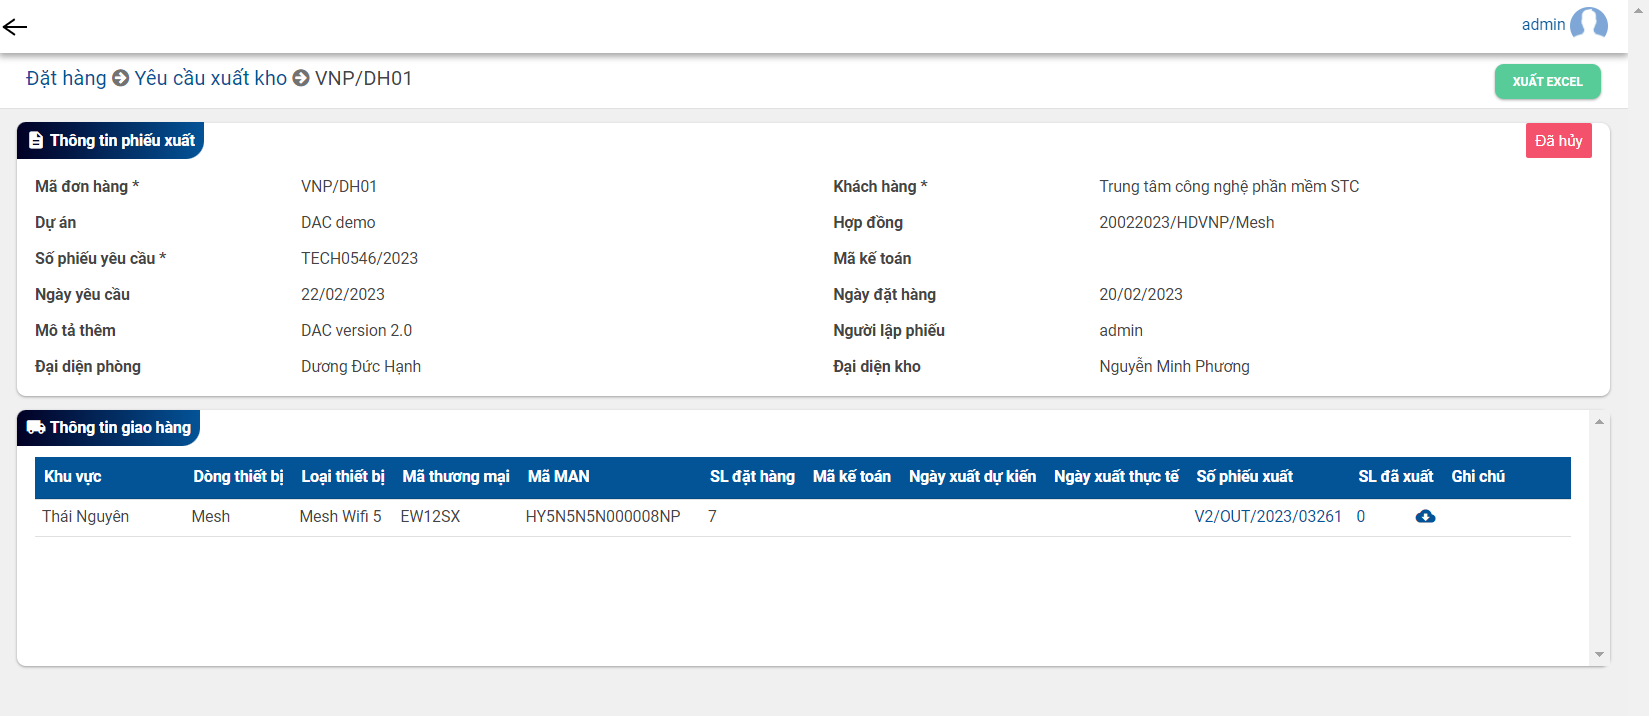 admin
Đặt hàng Yêu cầu xuất kho VNP/DH01
XUẤT EXCEL
Thông tin phiếu xuất
Đã hủy
Mã đơn hàng * VNP/DH01 Khách hàng * Trung tâm công nghệ phần mềm STC
Dự án DAC demo Hợp đồng 20022023/HDVNP/Mesh
Số phiếu yêu cầu * TECH0546/2023 Mã kế toán
Ngày yêu cầu 22/02/2023 Ngày đặt hàng 20/02/2023
Mô tả thêm DAC version 2.0 Người lập phiếu admin
Đại diện phòng Dương Đức Hạnh Đại diện kho Nguyễn Minh Phương
Thông tin giao hàng
Khu vực Dòng thiết bị Loại thiết bị Mã thương mại Mã MAN SL đặt hàng Mã kế toán Ngày xuất dự kiến Ngày xuất thực tế Số phiếu xuất SL đã xuất Ghi chú
Thái Nguyên Mesh Mesh Wifi 5 EW12SX HY5N5N5N000008NP 7 V2/OUT/2023/03261 0